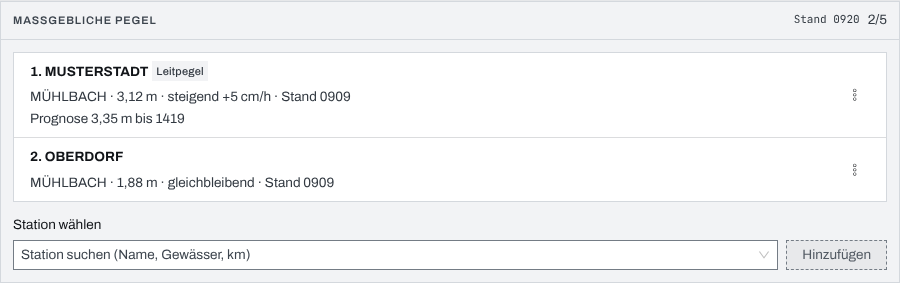 MASSGEBLICHE PEGEL Stand 0920 2/5
1. MUSTERSTADT Leitpegel
MÜHLBACH · 3,12 m · steigend +5 cm/h · Stand 0909
Prognose 3,35 m bis 1419
2. OBERDORF
MÜHLBACH · 1,88 m · gleichbleibend · Stand 0909
Station wählen
Station suchen (Name, Gewässer, km) Hinzufügen